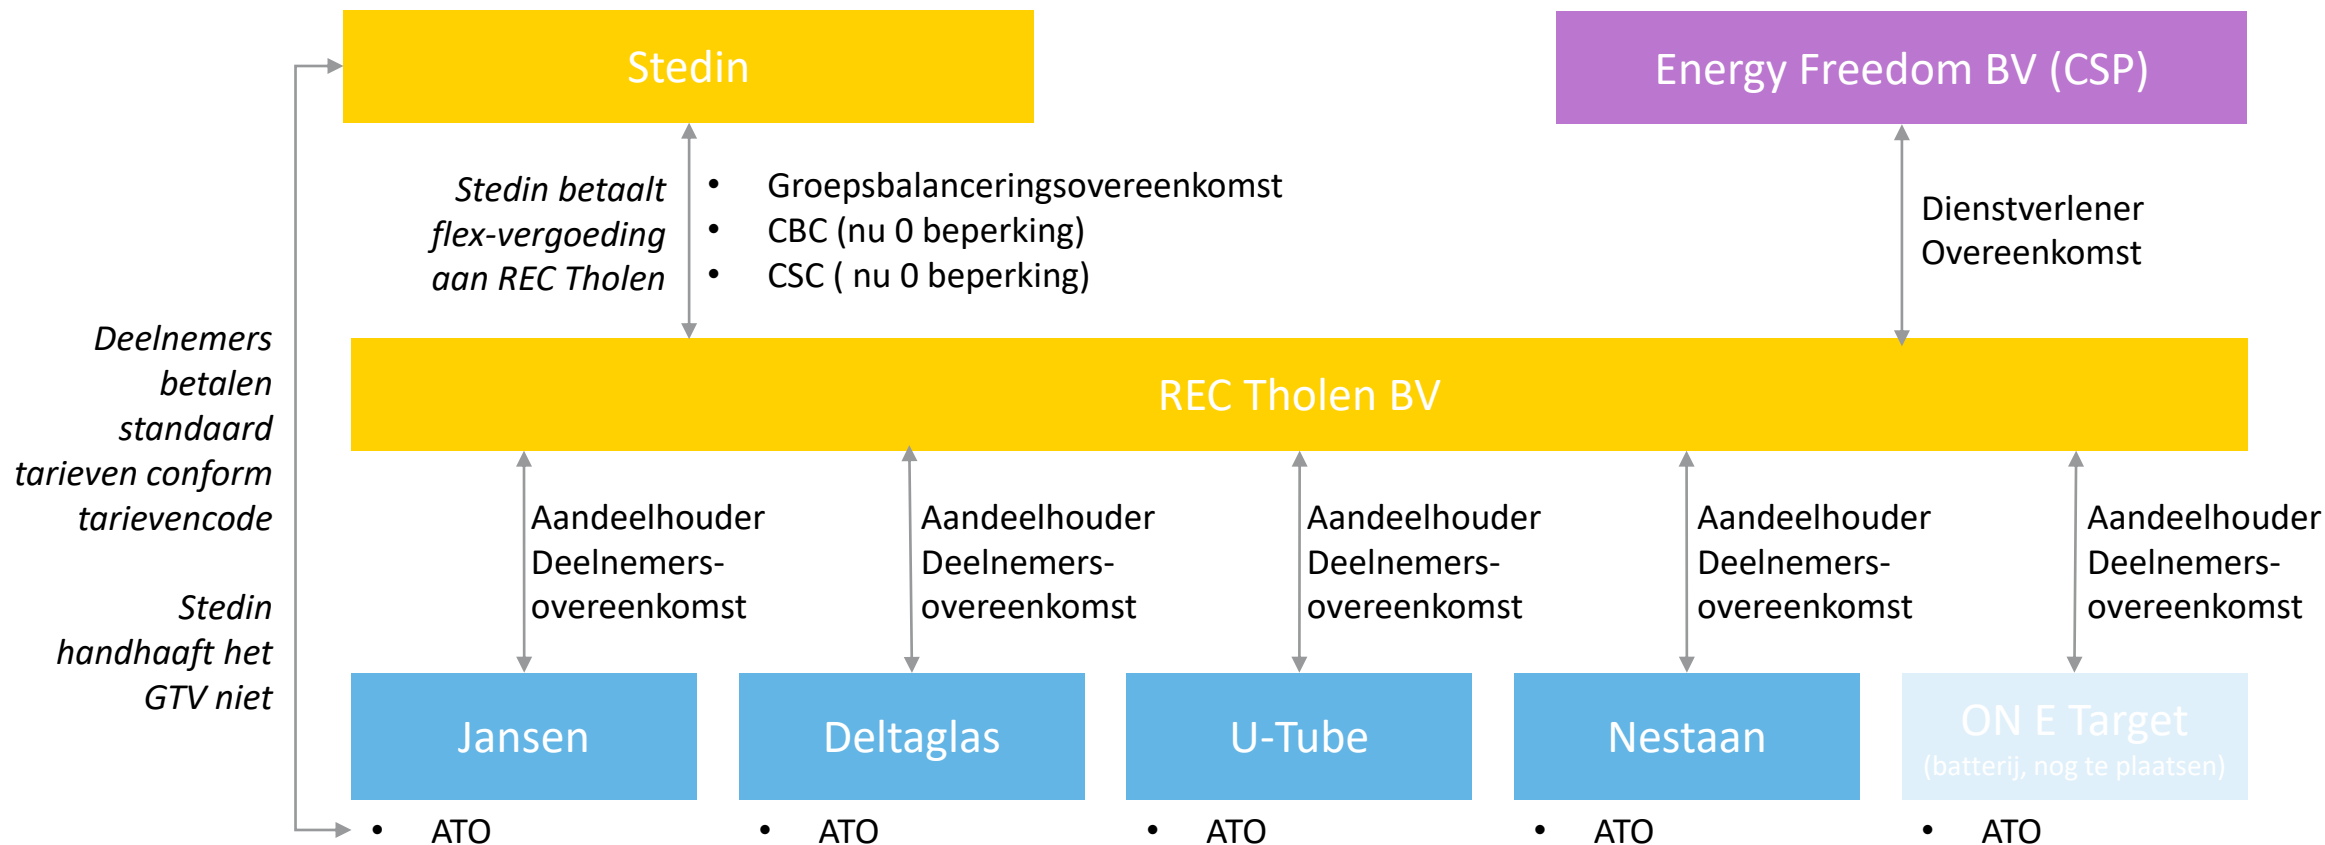 Stedin
Energy Freedom BV (CSP)
Stedin betaalt
flex-vergoeding
aan REC Tholen
• Groepsbalanceringsovereenkomst
• CBC (nu 0 beperking)
• CSC ( nu 0 beperking)
Dienstverlener
Overeenkomst
Deelnemers
betalen
standaard
tarieven conform
tarievencode
Stedin
handhaaft het
GTV niet
REC Tholen BV
Aandeelhouder
Deelnemers-
overeenkomst
Aandeelhouder
Deelnemers-
overeenkomst
Aandeelhouder
Deelnemers-
overeenkomst
Aandeelhouder
Deelnemers-
overeenkomst
Aandeelhouder
Deelnemers-
overeenkomst
Jansen
Deltaglas
U-Tube
Nestaan
ON E Target
(batterij, nog te plaatsen)
• ATO
• ATO
• ATO
• ATO
• ATO